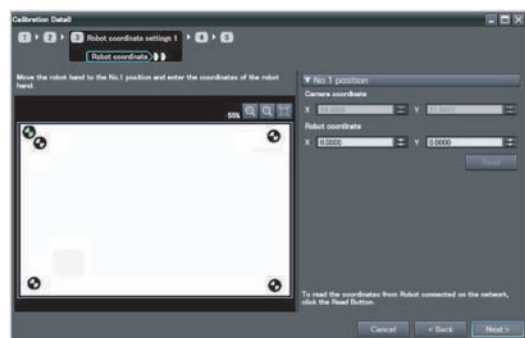 Calibration Data0
1 2 3 Robot coordinate settings 1 4 5
Robot coordinate
Move the robot hand to the No.1 position and enter the coordinates of the robot
hand.
55%
No.1 position
Camera coordinate
X Y
Robot coordinate
X 0.0000 Y 0.0000
Read
To read the coordinates from Robot connected on the network,
click the Read Button.
Cancel < Back Next >